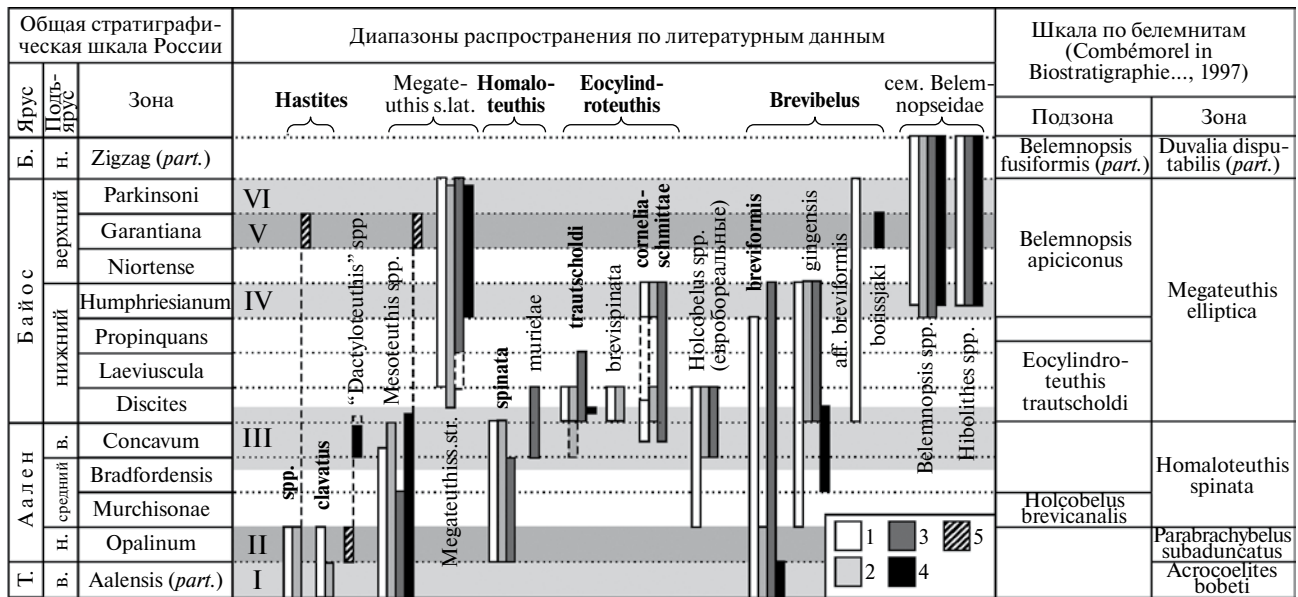 Общая стратиграфи-
ческая шкала России
Диапазоны распространения по литературным данным
Шкала по белемнитам
(Combémorel in
Biostratigraphie..., 1997)
Ярус
Подъ-
ярус
Зона
Подзона
Зона
Hastites
Megate-
uthis s.lat.
Homalo-
teuthis
Eocylind-
roteuthis
Brevibelus
сем. Belem-
nopseidae
Б.
н.
Zigzag (part.)
Belemnopsis
fusiformis (part.)
Duvalia dispu-
tabilis (part.)
Байос
верхний
Parkinsoni
VI
Garantiana
V
Niortense
нижний
Humphriesianum
IV
Propinquans
Laeviuscula
Discites
Belemnopsis
apiciconus
Eocylindro-
teuthis
trautscholdi
Megateuthis
elliptica
Аален
в.
Concavum
III
средний
Bradfordensis
Murchisonae
н.
Opalinum
II
Т.
в.
Aalensis (part.)
I
Homaloteuthis
spinata
Holcobelus
brevicanalis
Parabrachybelus
subaduncatus
Acrocoelites
bobeti
spp.
clavatus
“Dactyloteuthis” spp.
Mesoteuthis spp.
Megateuthiss.str.
spinata
murielae
trautscholdi
brevispinata
cornelia-
schmittae
Holcobelus spp.
(евробореальные)
breviformis
gingensis
aff. breviformis
borissjaki
Belemnopsis spp.
Hibolithes spp.
1
3
5
2
4